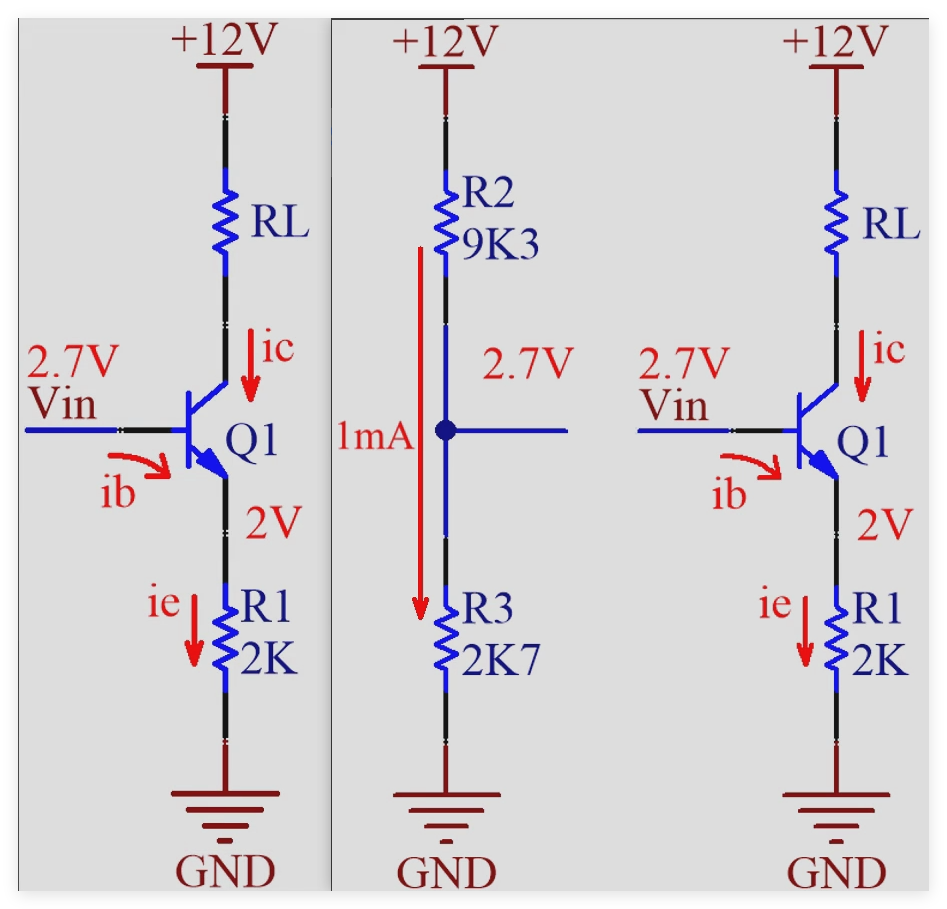 +12V
RL
ic
2.7V
Vin
Q1
ib
2V
ie
R1
2K
GND
+12V
R2
9K3
2.7V
1mA
R3
2K7
GND
+12V
RL
ic
2.7V
Vin
Q1
ib
2V
ie
R1
2K
GND